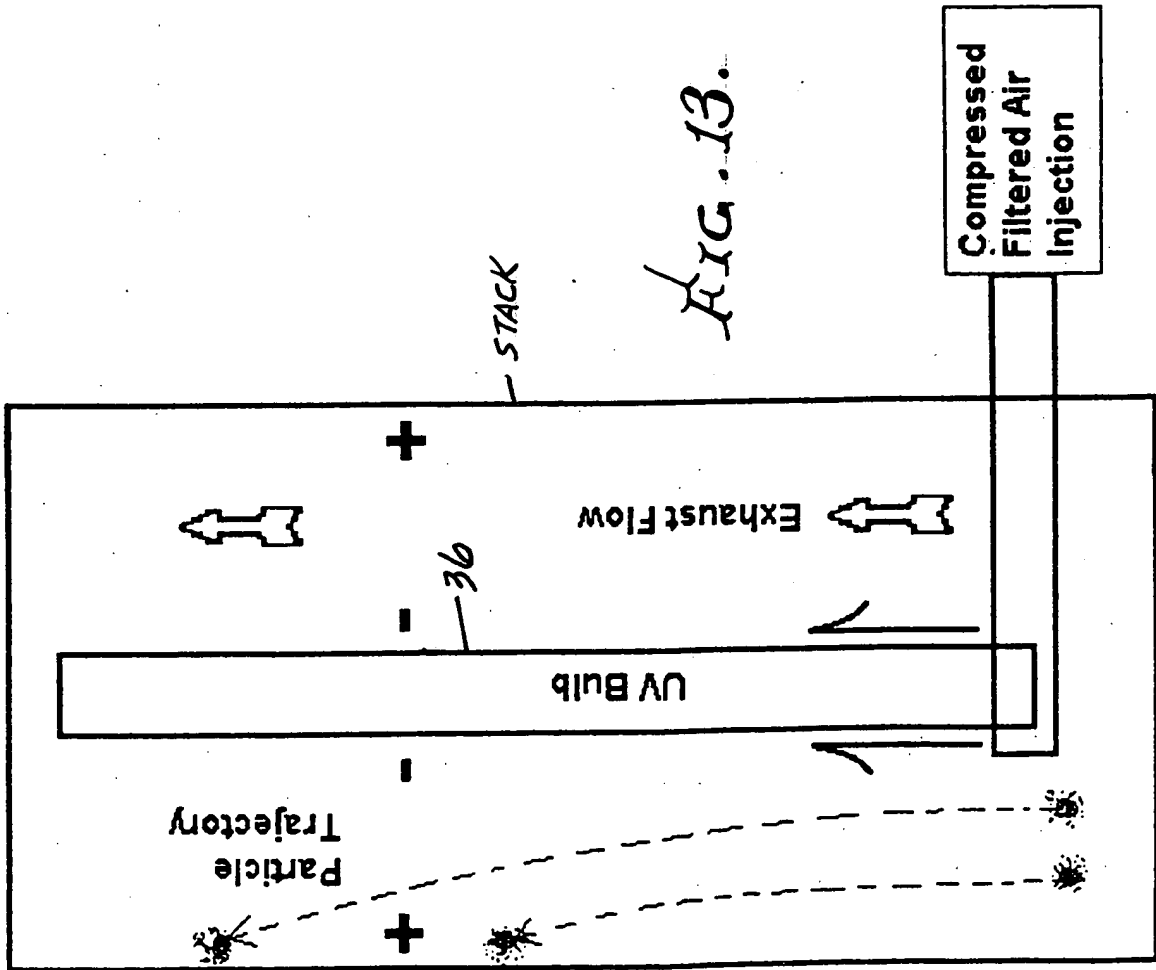 Particle
Trajectory
UV Bulb
36
Exhaust Flow
STACK
FIG. 13.
Compressed
Filtered Air
Injection
+
-
-
+